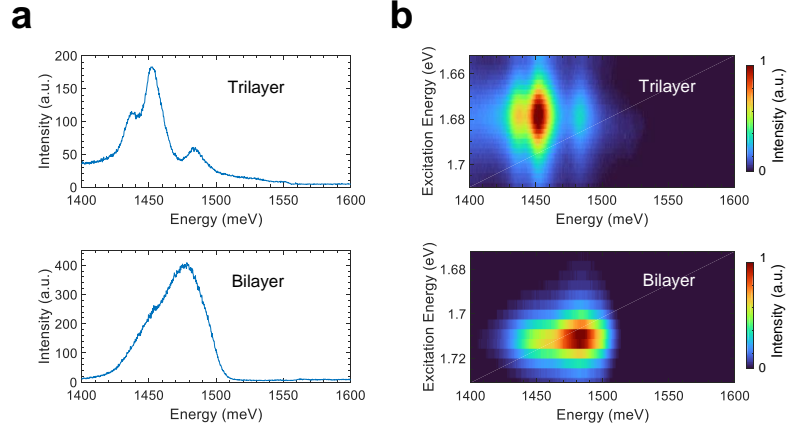 a
b
200
150
100
50
0
Intensity (a.u.)
Trilayer
1400
1450
1500
1550
1600
Energy (meV)
1.66
1.68
1.7
Excitation Energy (eV)
Trilayer
1400
1450
1500
1550
1600
Energy (meV)
1
0
Intensity (a.u.)
400
300
200
100
0
Intensity (a.u.)
Bilayer
1400
1450
1500
1550
1600
Energy (meV)
1.68
1.7
1.72
Excitation Energy (eV)
Bilayer
1400
1450
1500
1550
1600
Energy (meV)
1
0
Intensity (a.u.)